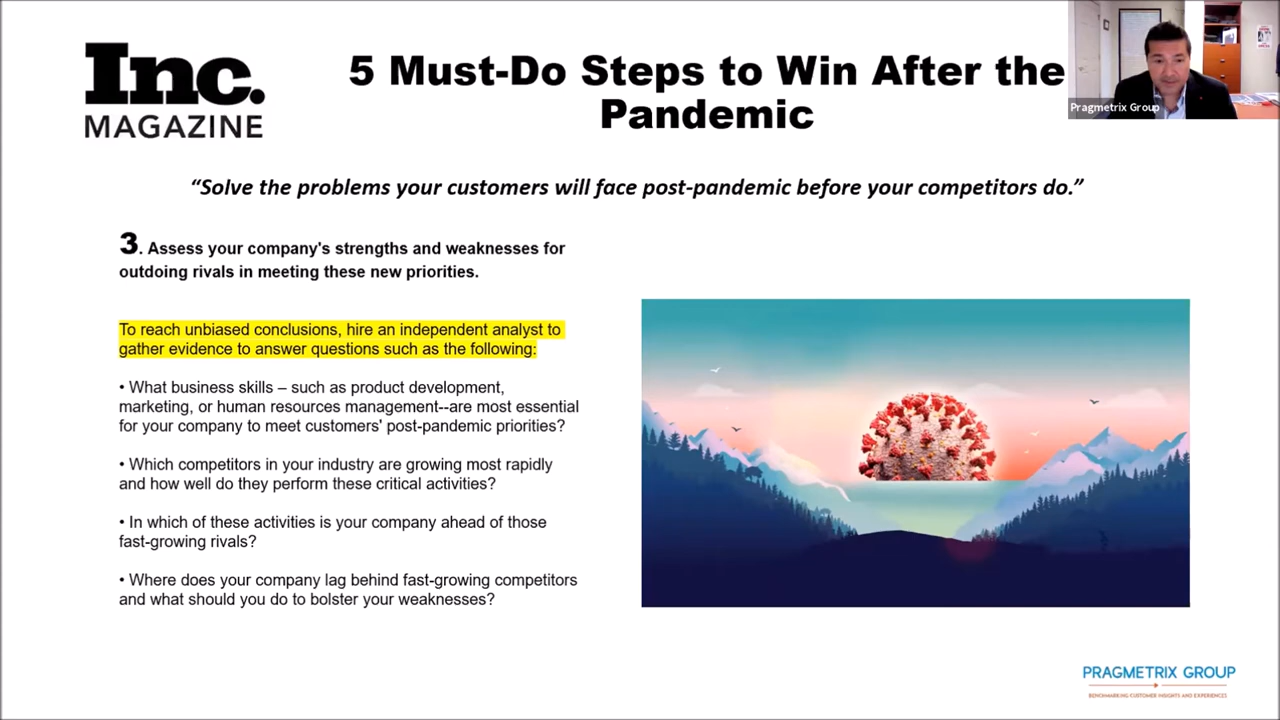 Inc.
MAGAZINE
5 Must-Do Steps to Win After the
Pandemic
Pragmetrix Group
“Solve the problems your customers will face post-pandemic before your competitors do.”
3. Assess your company's strengths and weaknesses for
outdoing rivals in meeting these new priorities.
To reach unbiased conclusions, hire an independent analyst to
gather evidence to answer questions such as the following:
• What business skills – such as product development,
marketing, or human resources management--are most essential
for your company to meet customers' post-pandemic priorities?
• Which competitors in your industry are growing most rapidly
and how well do they perform these critical activities?
• In which of these activities is your company ahead of those
fast-growing rivals?
• Where does your company lag behind fast-growing competitors
and what should you do to bolster your weaknesses?
PRAGMETRIX GROUP
BENCHMARKING CUSTOMER INSIGHTS AND EXPERIENCES